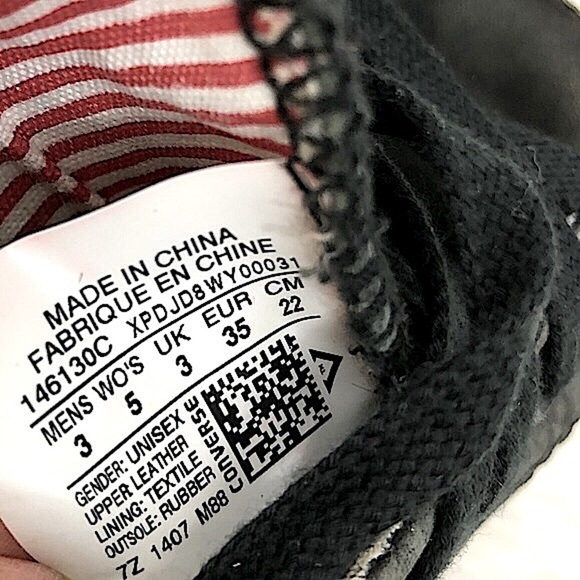 MADE IN CHINA
FABRIQUE EN CHINE
146130C XPDJD8WY00031
MENS WO'S UK EUR CM
3 5 3 35 22
GENDER: UNISEX
UPPER LEATHER
LINING: TEXTILE
OUTSOLE: RUBBER
7Z 1407 M88
CONVERSE